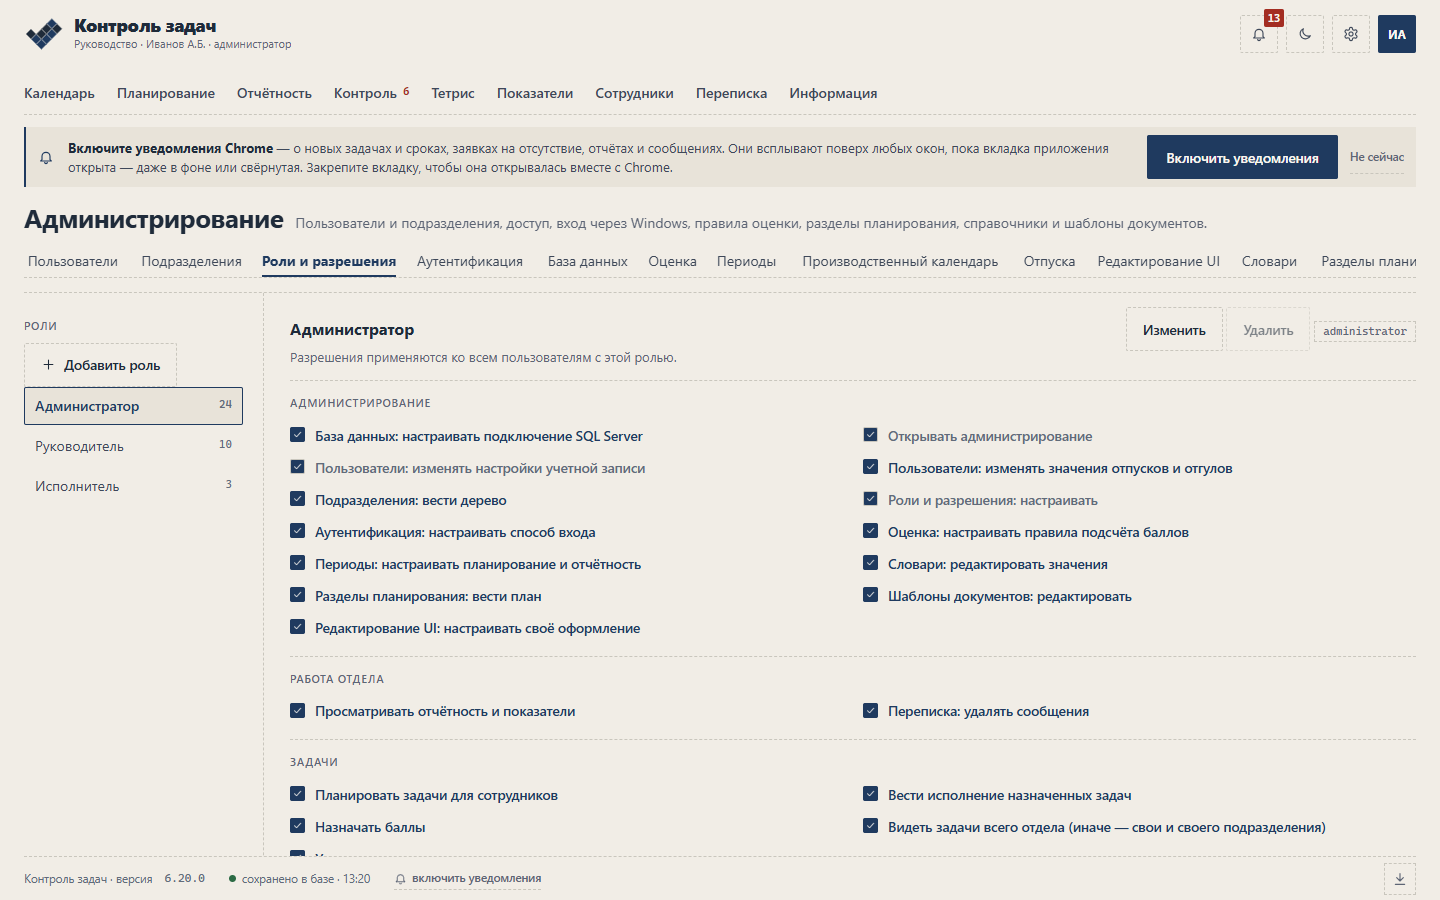 Контроль задач
Руководство · Иванов А.Б. · администратор
13
ИА
Календарь Планирование Отчётность Контроль 6 Тетрис Показатели Сотрудники Переписка Информация
Включите уведомления Chrome — о новых задачах и сроках, заявках на отсутствие, отчётах и сообщениях. Они всплывают поверх любых окон, пока вкладка приложения
открыта — даже в фоне или свёрнутая. Закрепите вкладку, чтобы она открывалась вместе с Chrome.
Включить уведомления
Не сейчас
Администрирование
Пользователи и подразделения, доступ, вход через Windows, правила оценки, разделы планирования, справочники и шаблоны документов.
Пользователи Подразделения Роли и разрешения Аутентификация База данных Оценка Периоды Производственный календарь Отпуска Редактирование UI Словари Разделы плани
РОЛИ
Добавить роль
Администратор 24
Руководитель 10
Исполнитель 3
Администратор
Изменить
Удалить
administrator
Разрешения применяются ко всем пользователям с этой ролью.
АДМИНИСТРИРОВАНИЕ
База данных: настраивать подключение SQL Server
Открывать администрирование
Пользователи: изменять настройки учетной записи
Пользователи: изменять значения отпусков и отгулов
Подразделения: вести дерево
Роли и разрешения: настраивать
Аутентификация: настраивать способ входа
Оценка: настраивать правила подсчёта баллов
Периоды: настраивать планирование и отчётность
Словари: редактировать значения
Разделы планирования: вести план
Шаблоны документов: редактировать
Редактирование UI: настраивать своё оформление
РАБОТА ОТДЕЛА
Просматривать отчётность и показатели
Переписка: удалять сообщения
ЗАДАЧИ
Планировать задачи для сотрудников
Вести исполнение назначенных задач
Назначать баллы
Видеть задачи всего отдела (иначе — свои и своего подразделения)
Контроль задач · версия 6.20.0
сохранено в базе · 13:20
включить уведомления